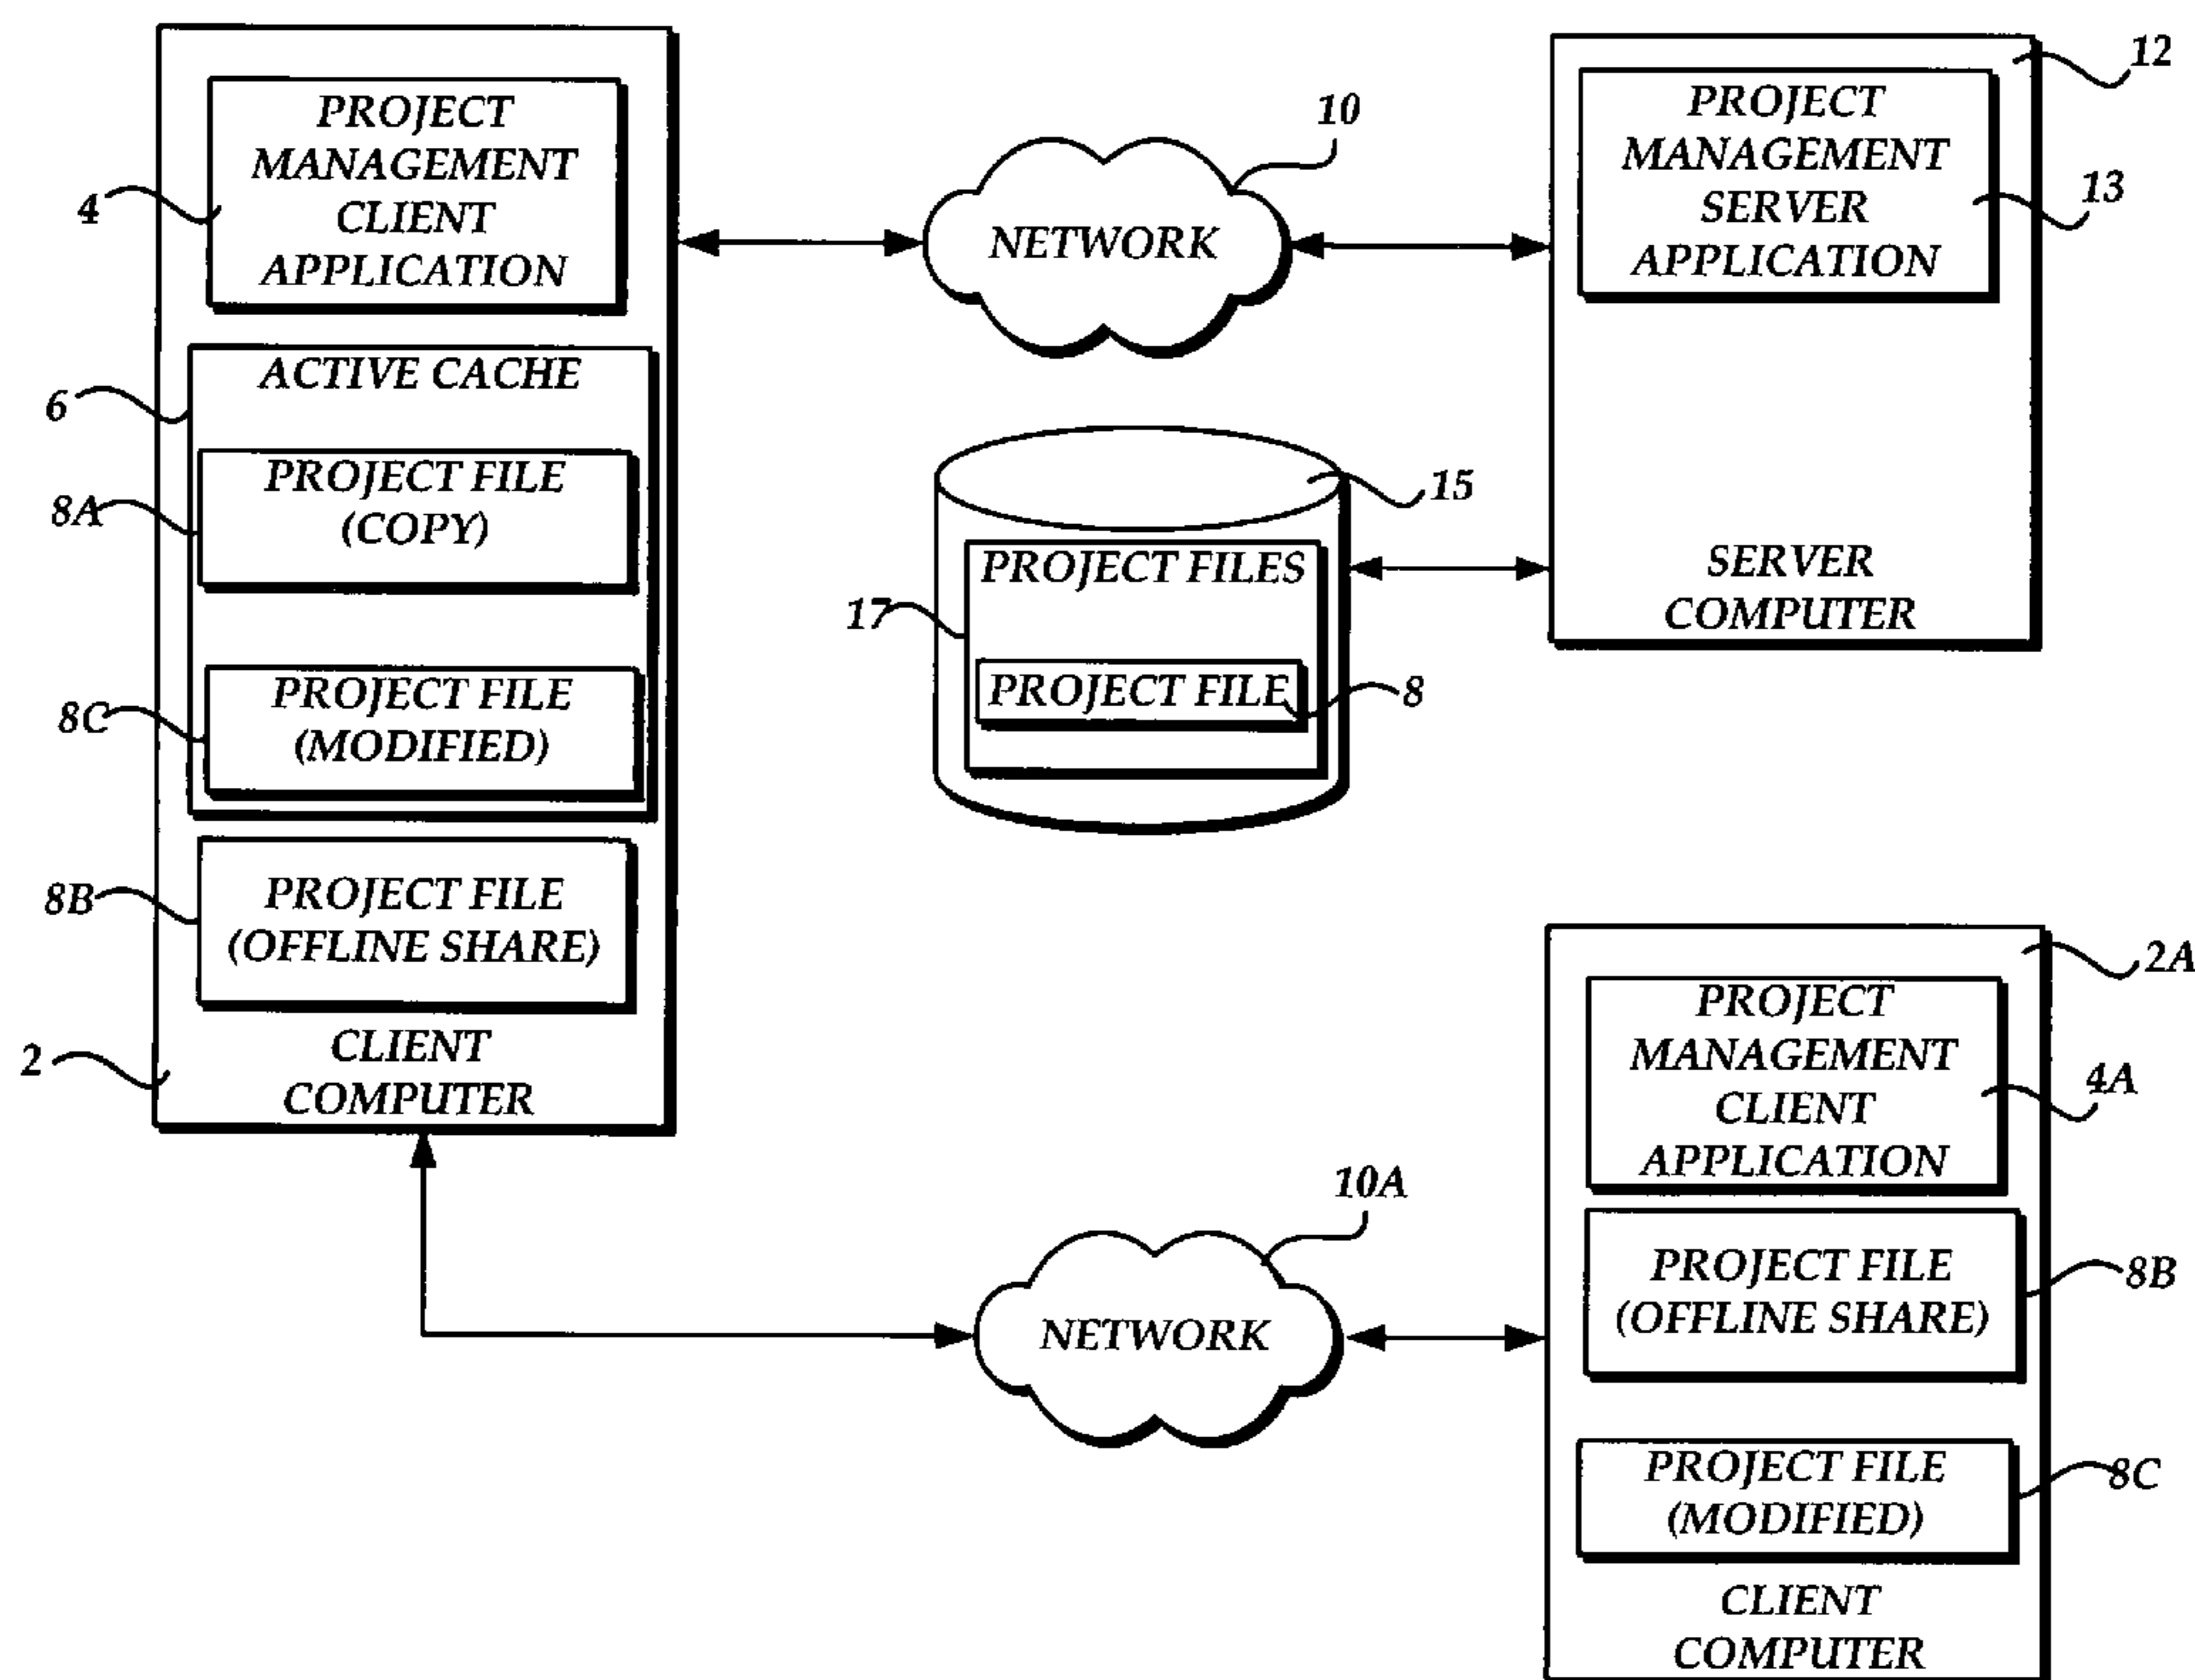 PROJECT
MANAGEMENT
CLIENT
APPLICATION
4
ACTIVE CACHE
6
PROJECT FILE
(COPY)
8A
PROJECT FILE
(MODIFIED)
8C
PROJECT FILE
(OFFLINE SHARE)
8B
CLIENT
COMPUTER
2
10
NETWORK
12
PROJECT
MANAGEMENT
SERVER
APPLICATION
13
SERVER
COMPUTER
15
PROJECT FILES
17
PROJECT FILE
8
10A
NETWORK
2A
PROJECT
MANAGEMENT
CLIENT
APPLICATION
4A
PROJECT FILE
(OFFLINE SHARE)
8B
PROJECT FILE
(MODIFIED)
8C
CLIENT
COMPUTER